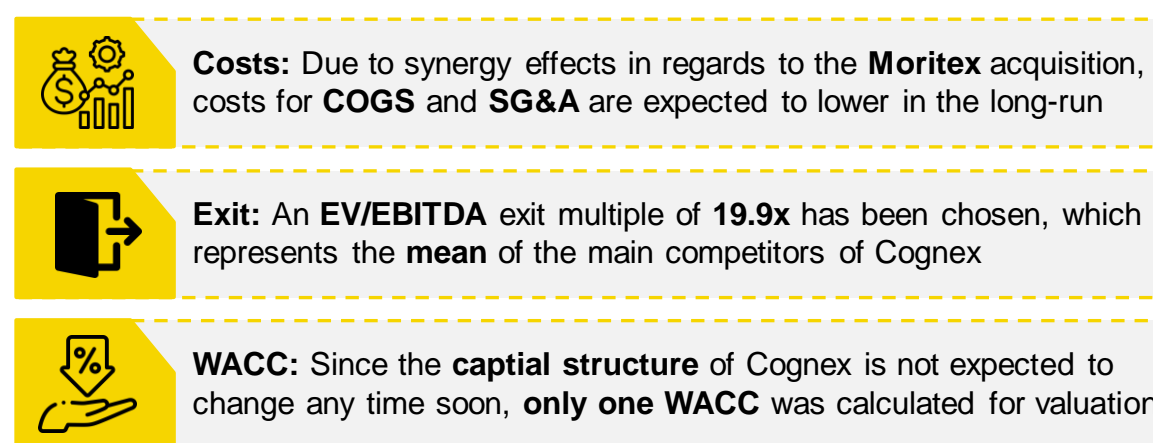 Costs: Due to synergy effects in regards to the Moritex acquisition,
costs for COGS and SG&A are expected to lower in the long-run
Exit: An EV/EBITDA exit multiple of 19.9x has been chosen, which
represents the mean of the main competitors of Cognex
WACC: Since the captial structure of Cognex is not expected to
change any time soon, only one WACC was calculated for valuation